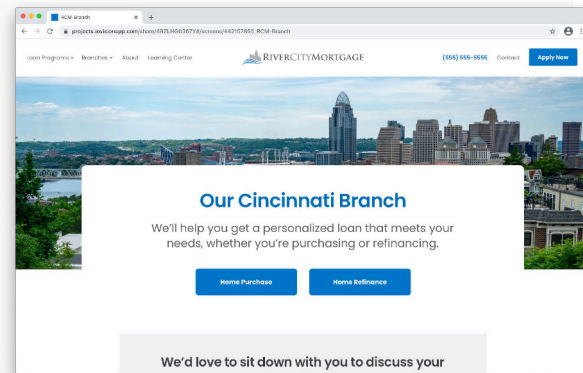 RCM-Branch
projects.invisionapp.com/share/
Loan Programs Branches About Learning Center
RIVERCITYMORTGAGE
(555) 555-5555 Contact Apply Now
Our Cincinnati Branch
We'll help you get a personalized loan that meets your
needs, whether you're purchasing or refinancing.
Home Purchase Home Refinance
We'd love to sit down with you to discuss your